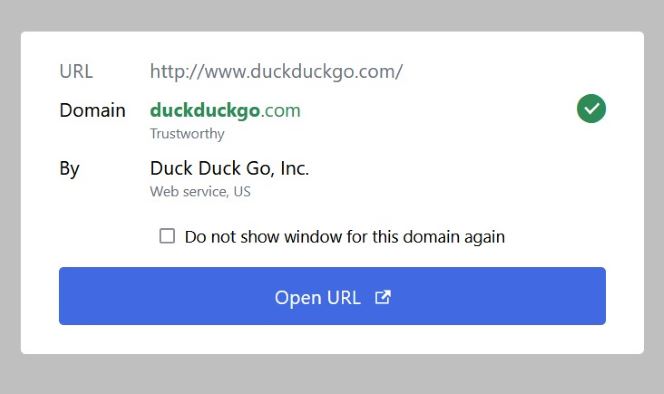 URL http://www.duckduckgo.com/
Domain duckduckgo.com
Trustworthy
By Duck Duck Go, Inc.
Web service, US
Do not show window for this domain again
Open URL